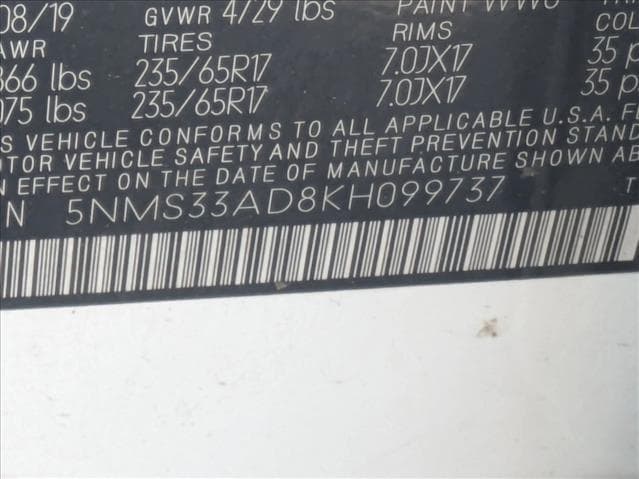 08/19 GVWR 4729 lbs PAINT
AWR TIRES RIMS
866 lbs 235/65R17 7.0JX17 35
075 lbs 235/65R17 7.0JX17 35
VEHICLE CONFORMS TO ALL APPLICABLE U.S.A.
VEHICLE SAFETY AND THEFT PREVENTION STAND
N EFFECT ON THE DATE OF MANUFACTURE SHOWN AB
N 5NMS33AD8KH099737 T